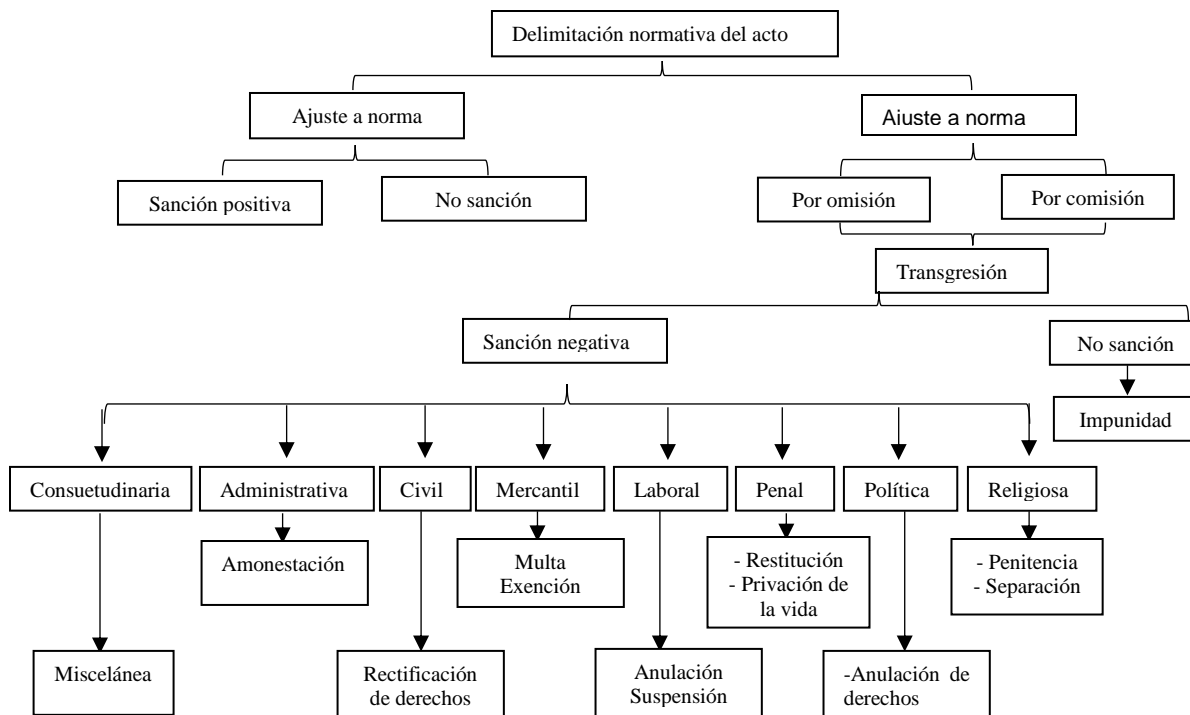 Delimitación normativa del acto
Ajuste a norma
Aiuste a norma
Sanción positiva
No sanción
Por omisión
Por comisión
Transgresión
Sanción negativa
No sanción
Impunidad
Consuetudinaria
Administrativa
Civil
Mercantil
Laboral
Penal
Política
Religiosa
Amonestación
Multa
Exención
- Restitución
- Privación de
la vida
- Penitencia
- Separación
Miscelánea
Rectificación
de derechos
Anulación
Suspensión
-Anulación de
derechos